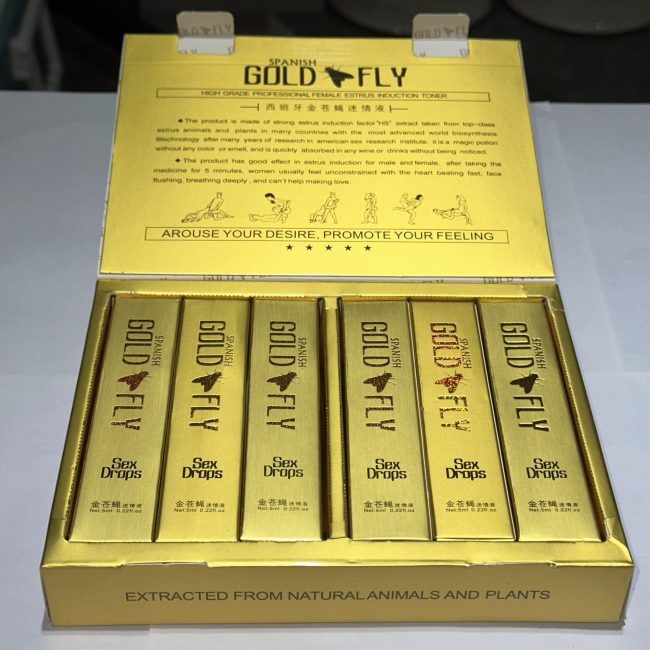 SPANISH
GOLD FLY
HIGH GRADE PROFESSIONAL FEMALE ESTRUS INDUCTION TONER
西班牙金苍蝇迷情液
◆The product is made of strong estrus induction factor"HS" extract taken from top-class
estrus animals and plants in many countries with the most advanced world biosynthesis
Btechnology after many years of research in american sex research institute. it is a magic potion
without any color or smell, and is quickly absorbed in any wine or drinks without being noticed.
◆The product has good effect in estrus induction for male and female. after taking the
medicine for 5 minutes, women usually feel unconstrained with the heart beating fast, face
flushing, breathing deeply, and can't help making love.
AROUSE YOUR DESIRE, PROMOTE YOUR FEELING
★ ★ ★ ★ ★
SPANISH
GOLD FLY
Sex
Drops
金苍蝇迷情液
Net:5ml 0.22fl.oz
SPANISH
GOLD FLY
Sex
Drops
金苍蝇迷情液
Net:5ml 0.22fl.oz
SPANISH
GOLD FLY
Sex
Drops
金苍蝇迷情液
Net:5ml 0.22fl.oz
SPANISH
GOLD FLY
Sex
Drops
金苍蝇迷情液
Net:5ml 0.22fl.oz
SPANISH
GOLD FLY
Sex
Drops
金苍蝇迷情液
Net:5ml 0.22fl.oz
SPANISH
GOLD FLY
Sex
Drops
金苍蝇迷情液
Net:5ml 0.22fl.oz
EXTRACTED FROM NATURAL ANIMALS AND PLANTS